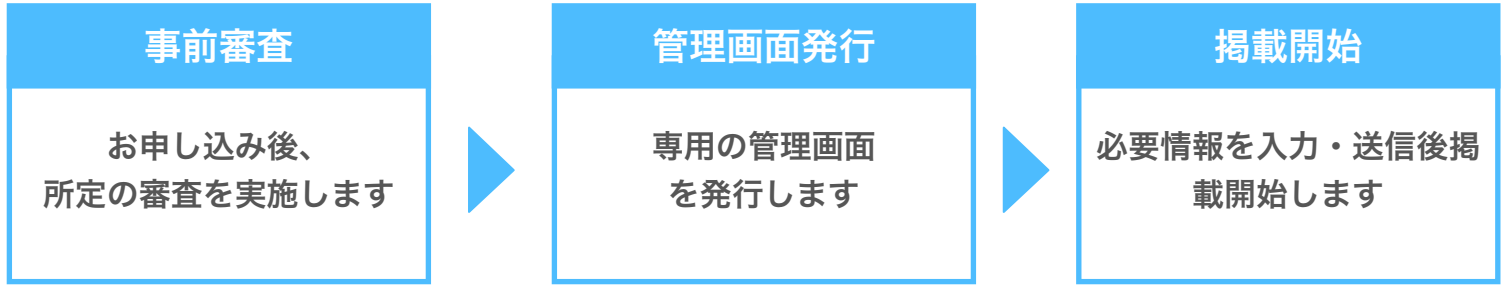 事前審査
お申し込み後、
所定の審査を実施します
管理画面発行
専用の管理画面
を発行します
掲載開始
必要情報を入力・送信後掲
載開始します